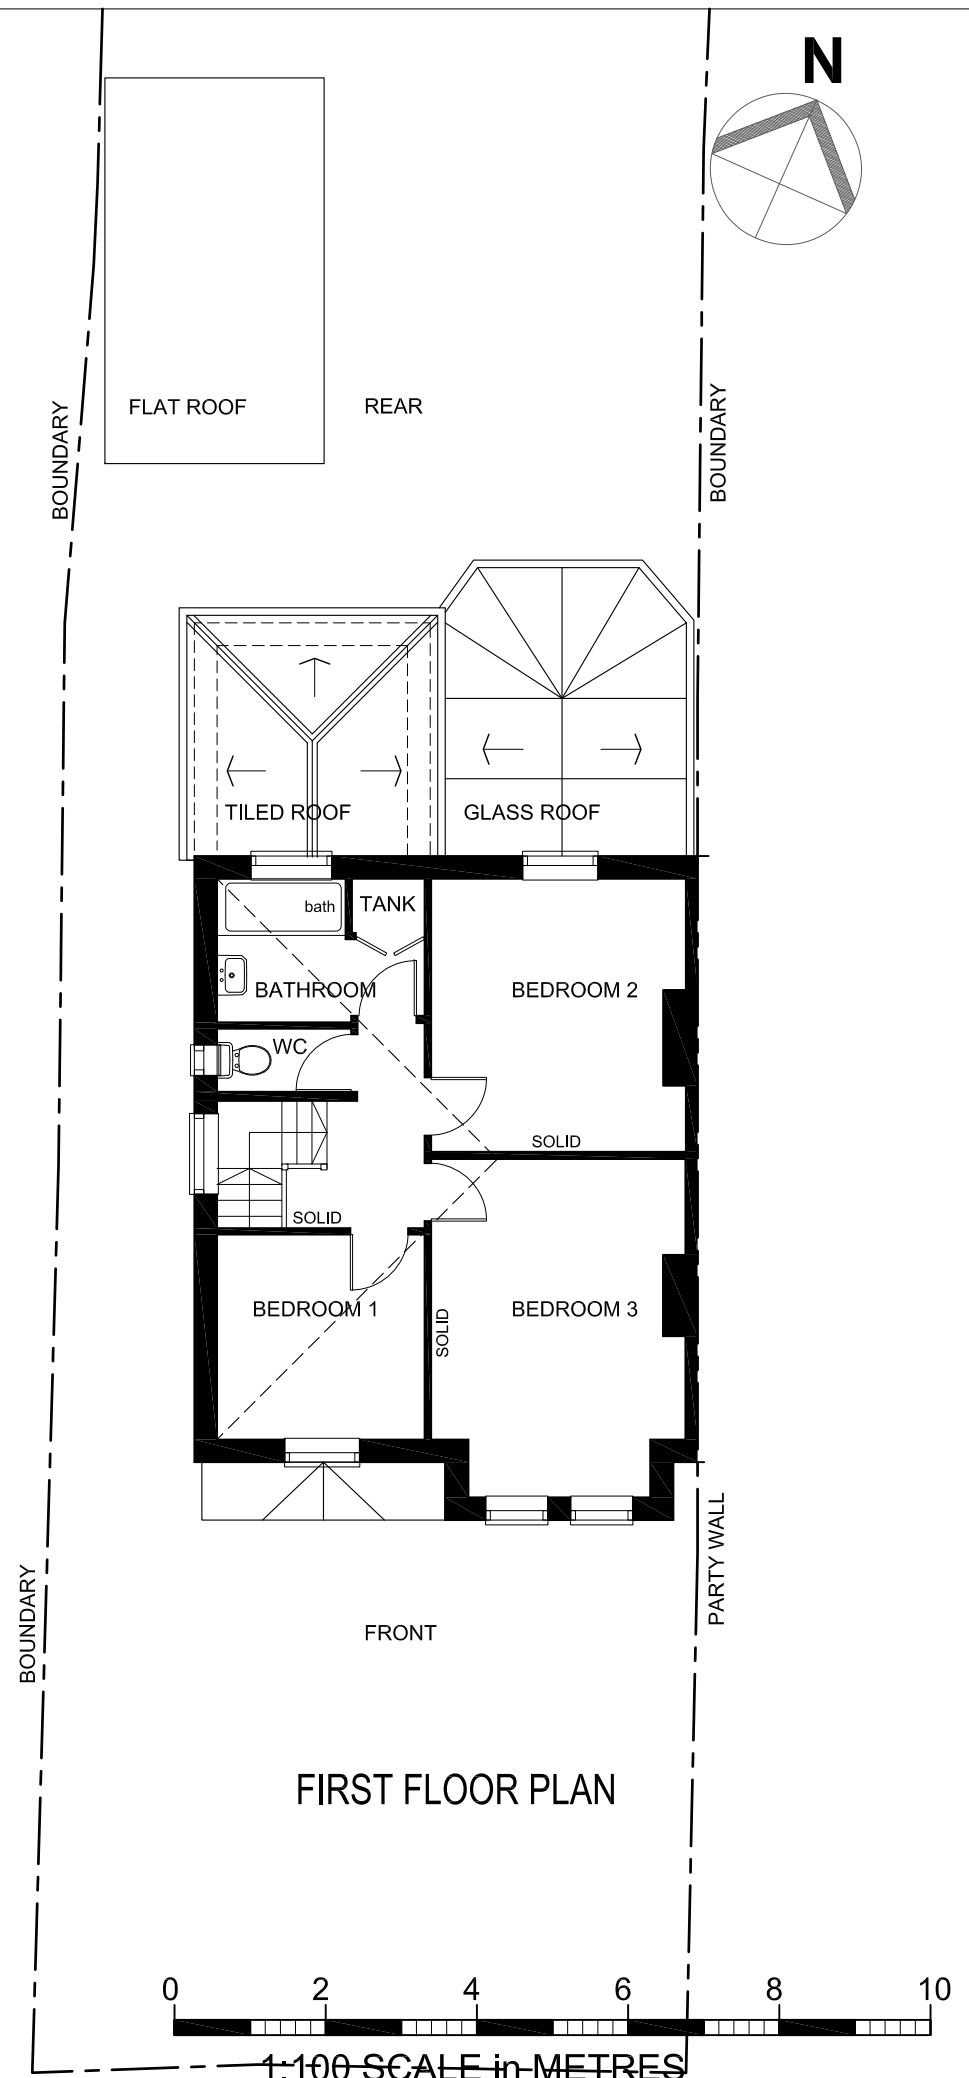 N
FLAT ROOF
REAR
BOUNDARY
BOUNDARY
TILED ROOF
GLASS ROOF
bath
TANK
BATHROOM
BEDROOM 2
WC
SOLID
SOLID
BEDROOM 1
BEDROOM 3
SOLID
PARTY WALL
BOUNDARY
FRONT
FIRST FLOOR PLAN
0 2 4 6 8 10
1:100 SCALE in METRES